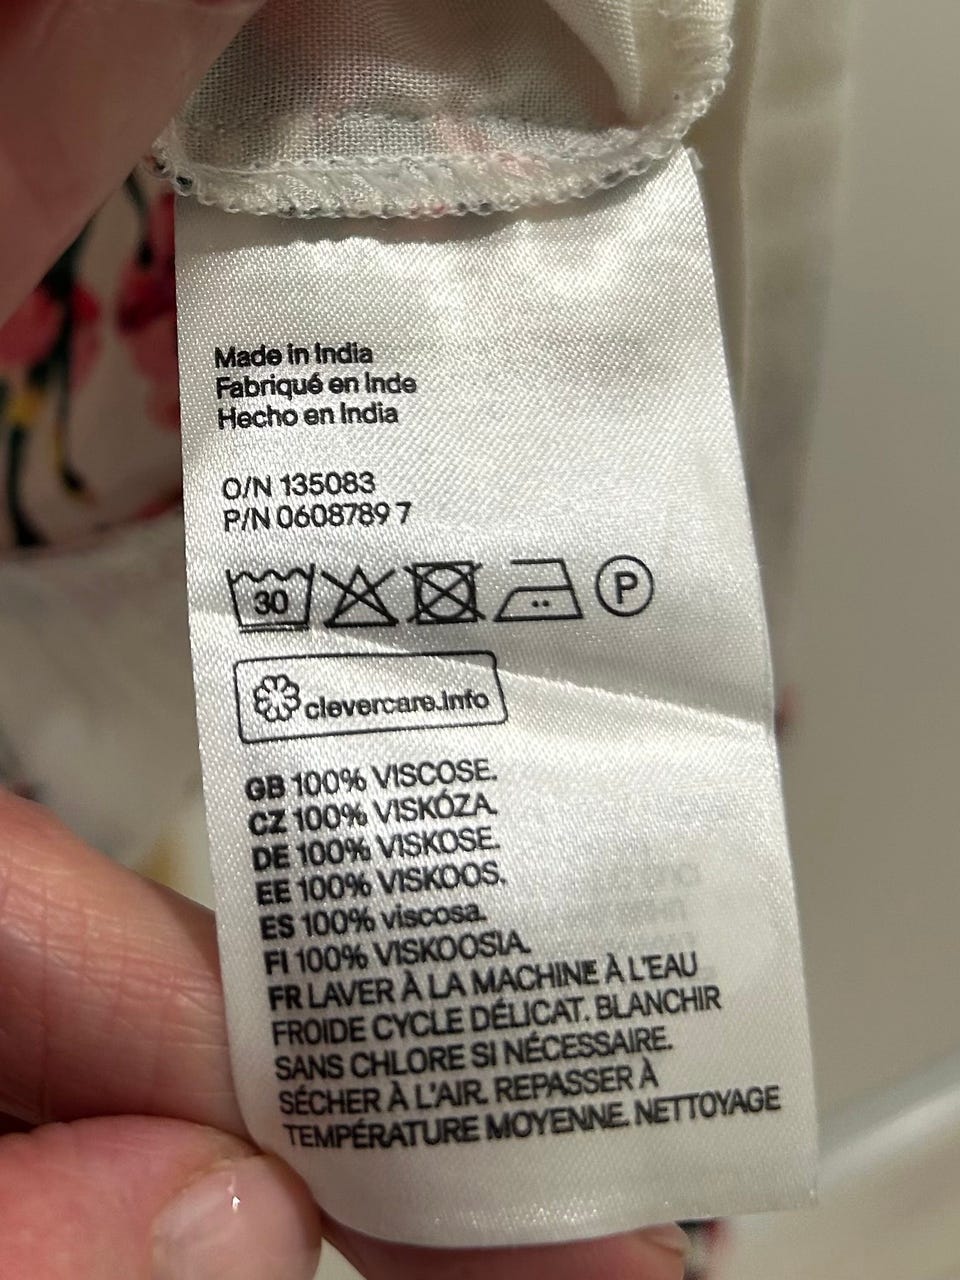 Made in India
Fabriqué en Inde
Hecho en India
O/N 135083
P/N 0608789 7
30 P
clevercare.info
GB 100% VISCOSE.
CZ 100% VISKÓZA.
DE 100% VISKOSE.
EE 100% VISKOOS.
ES 100% viscosa.
FI 100% VISKOOSIA.
FR LAVER À LA MACHINE À L'EAU
FROIDE CYCLE DÉLICAT. BLANCHIR
SANS CHLORE SI NÉCESSAIRE.
SÉCHER À L'AIR. REPASSER À
TEMPÉRATURE MOYENNE. NETTOYAGE